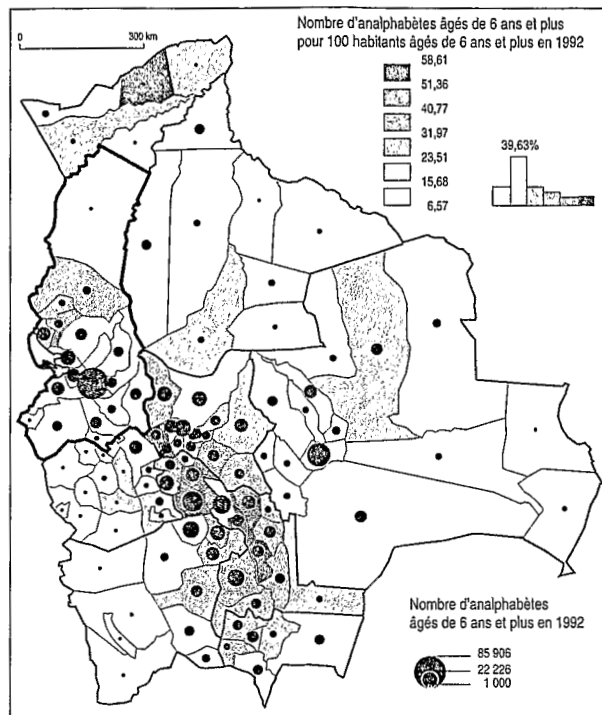 Nombre d'analphabètes âgés de 6 ans et plus
pour 100 habitants âgés de 6 ans et plus en 1992
0 300 km
58,61
51,36
40,77
31,97
23,51
15,68
6,57
39,63%
Nombre d'analphabètes
âgés de 6 ans et plus en 1992
85 906
22 226
1 000